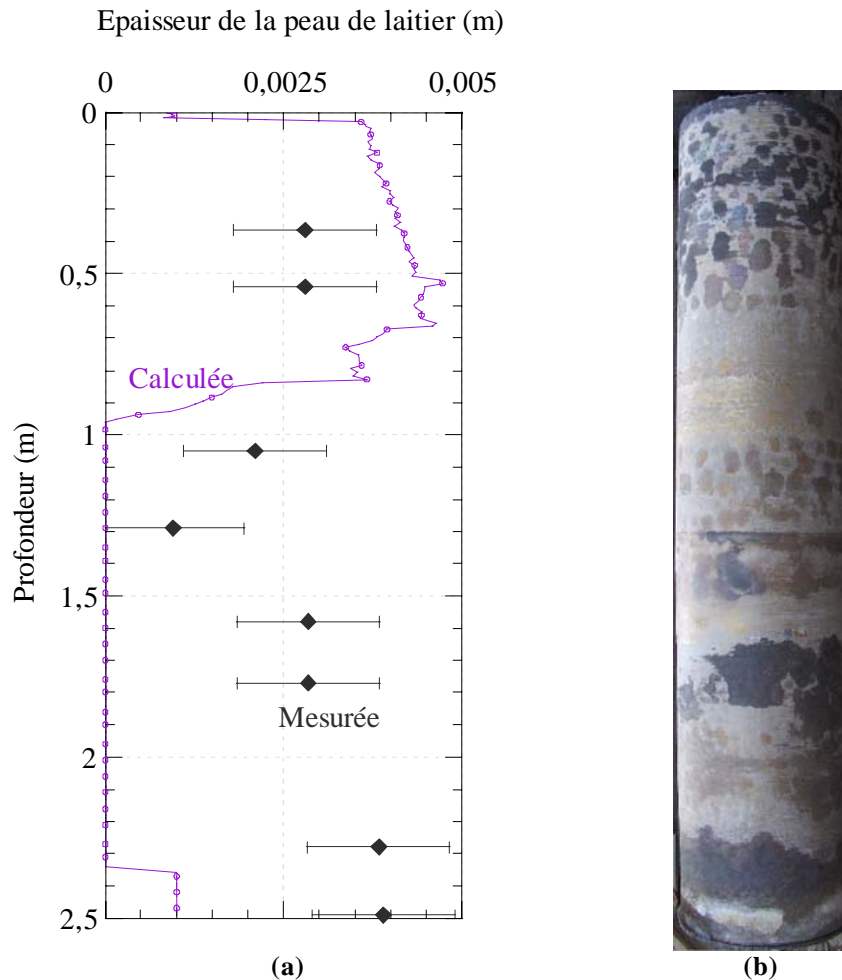 Epaisseur de la peau de laitier (m)
0 0,0025 0,005
0
0,5
1
1,5
2
2,5
Profondeur (m)
Calculée
Mesurée
(a)
(b)